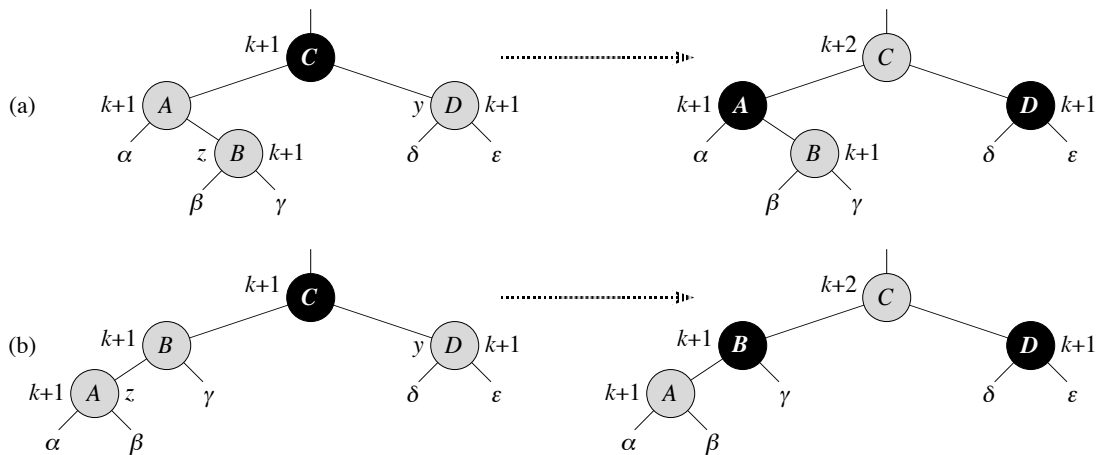 k+1 C k+2 C
(a) k+1 A y D k+1 k+1 A D k+1
α z B k+1 δ ε α B k+1 δ ε
β γ β γ
k+1 C k+2 C
(b) k+1 B y D k+1 k+1 B D k+1
k+1 A z γ δ ε k+1 A γ δ ε
α β α β